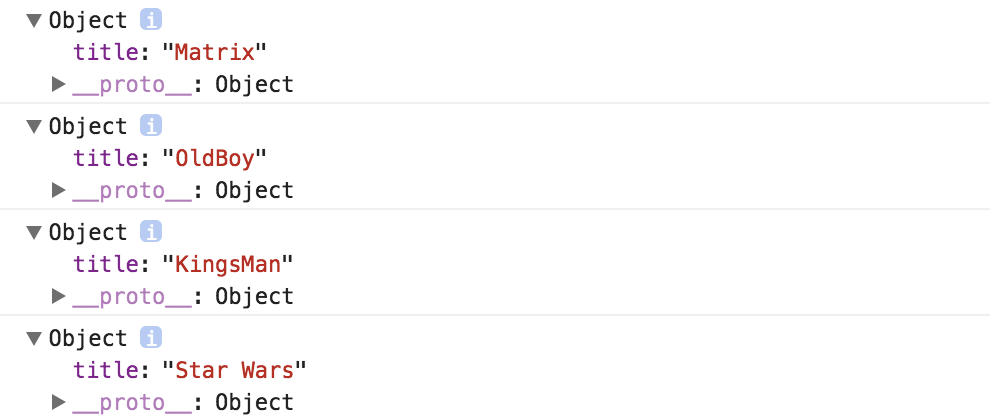 ▼Object i
title: "Matrix"
▶__proto__: Object
▼Object i
title: "OldBoy"
▶__proto__: Object
▼Object i
title: "KingsMan"
▶__proto__: Object
▼Object i
title: "Star Wars"
▶__proto__: Object